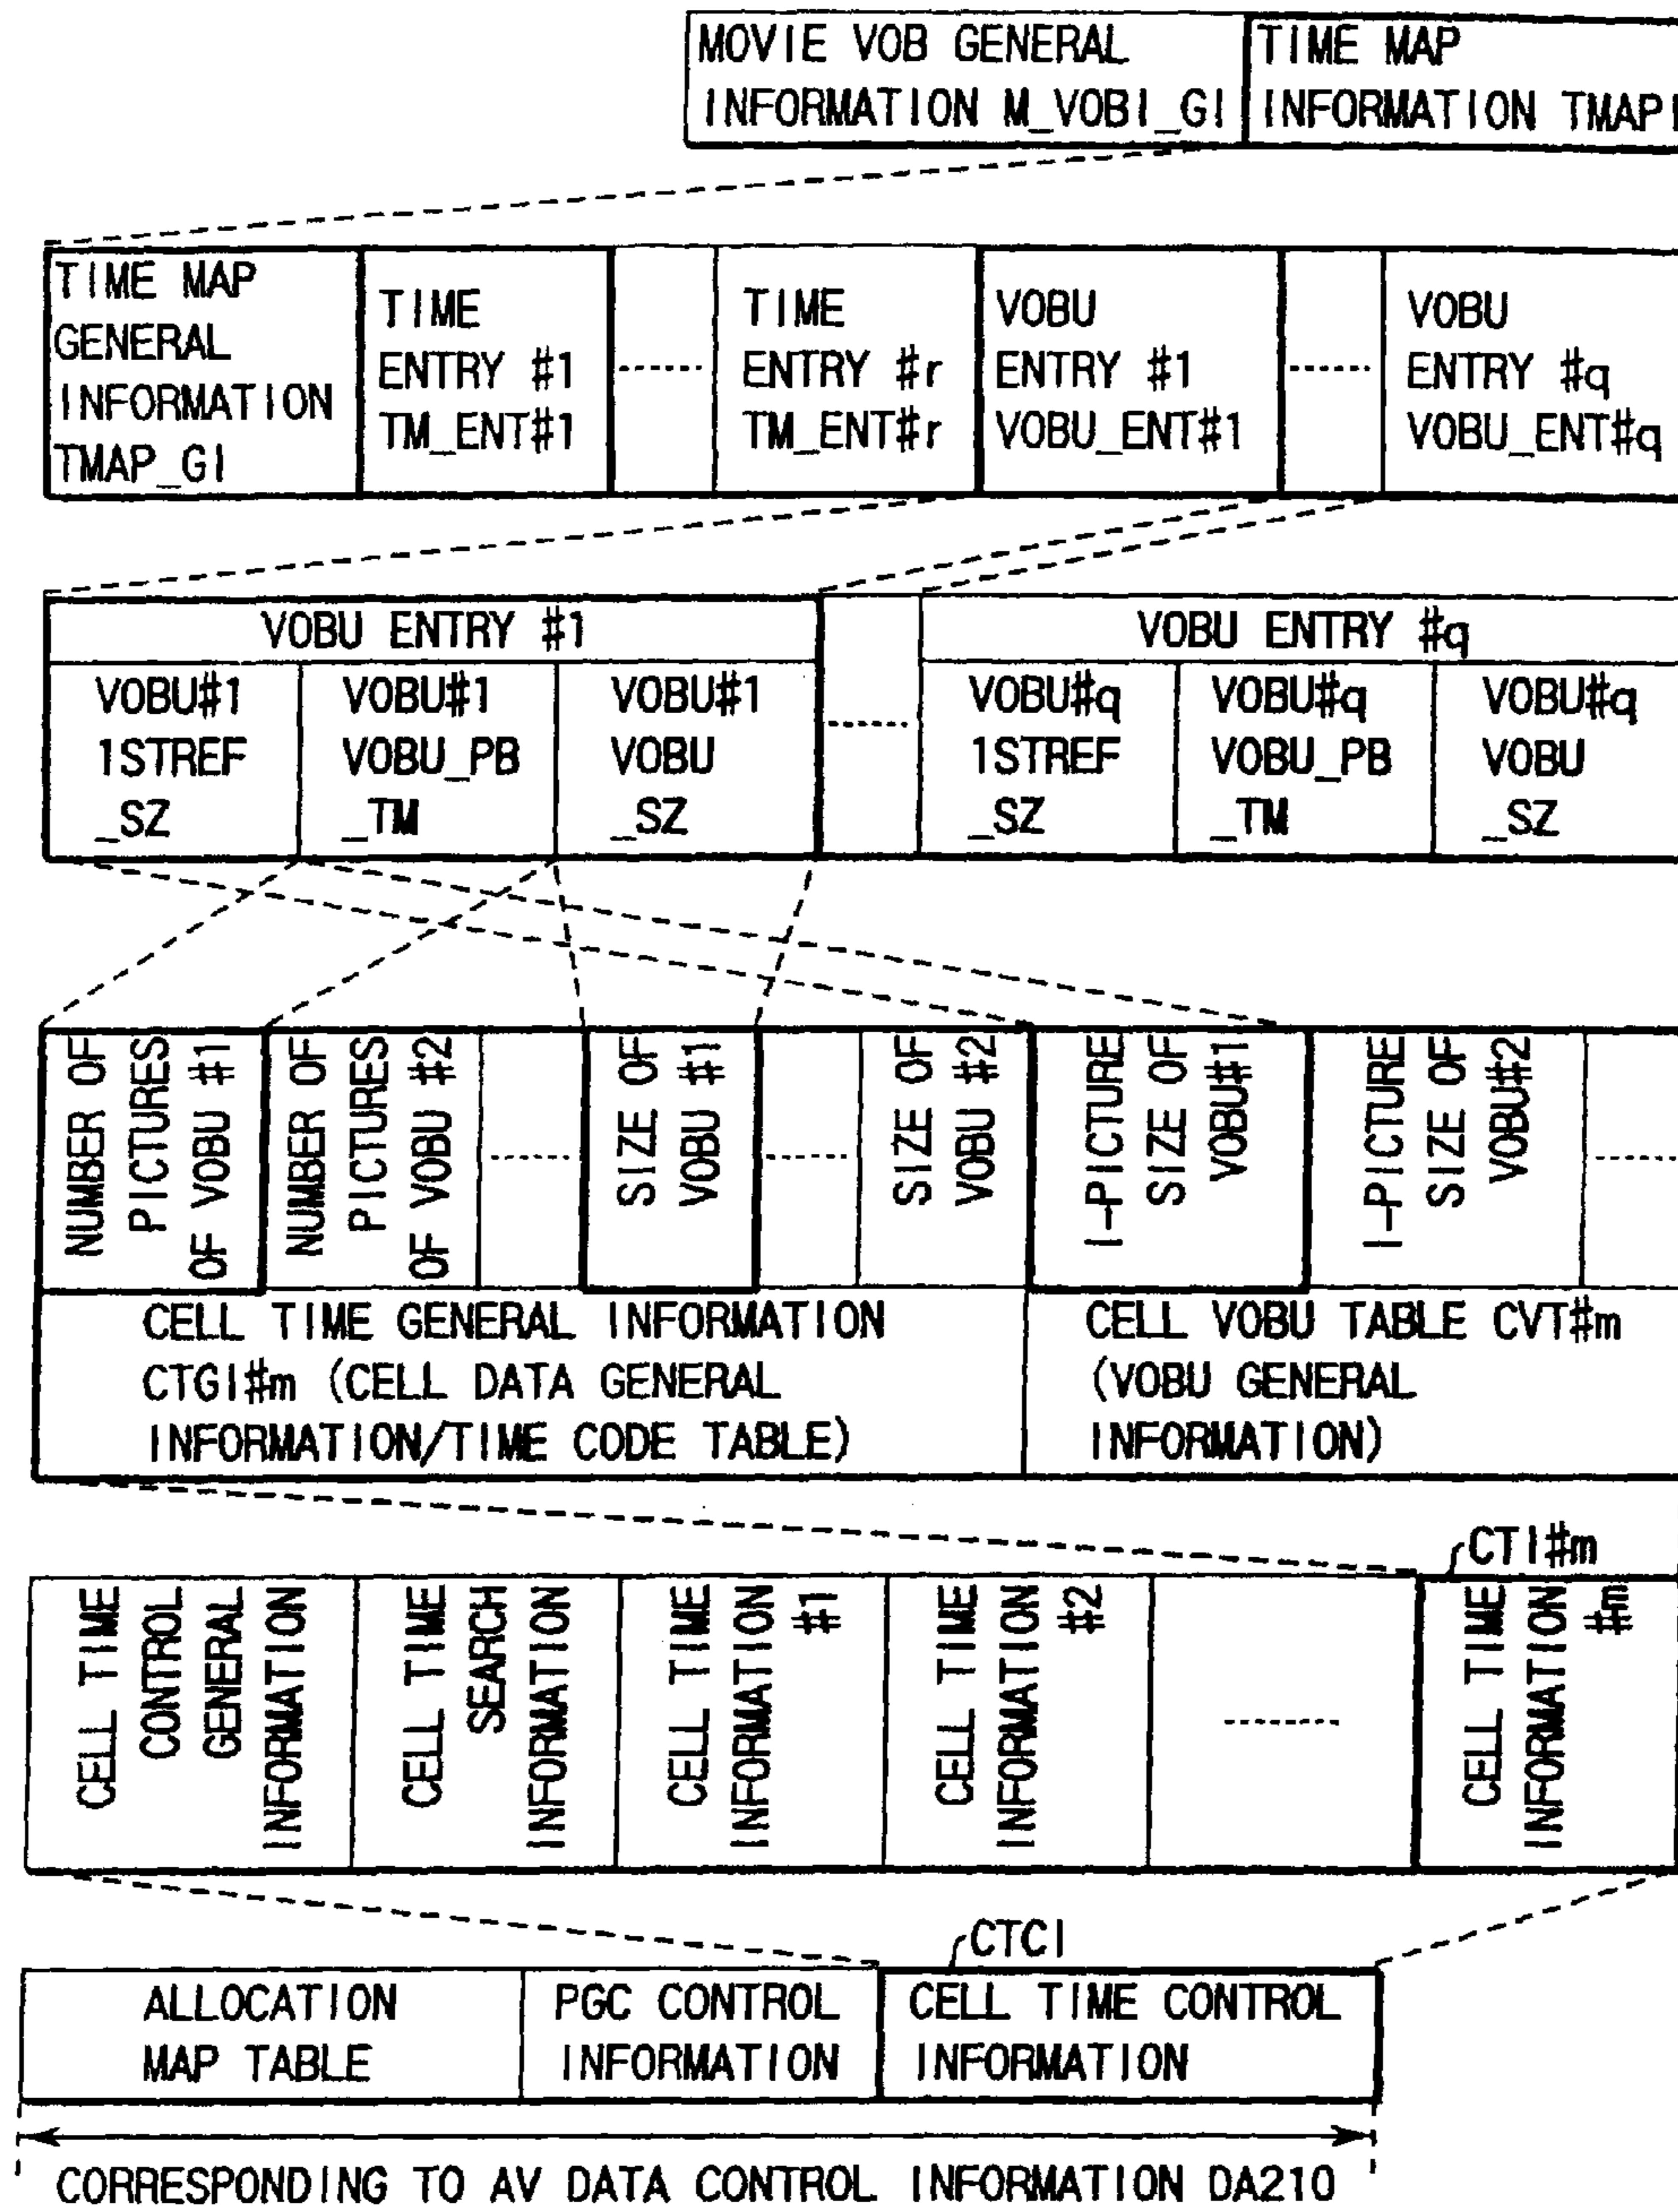 MOVIE VOB GENERAL
INFORMATION M_VOBI_GI
TIME MAP
INFORMATION TMAPI
TIME MAP
GENERAL
INFORMATION
TMAP_GI
TIME
ENTRY #1
TM_ENT#1
TIME
ENTRY #r
TM_ENT#r
VOBU
ENTRY #1
VOBU_ENT#1
VOBU
ENTRY #q
VOBU_ENT#q
VOBU ENTRY #1
VOBU ENTRY #q
VOBU#1
1STREF
_SZ
VOBU#1
VOBU_PB
_TM
VOBU#1
VOBU
_SZ
VOBU#q
1STREF
_SZ
VOBU#q
VOBU_PB
_TM
VOBU#q
VOBU
_SZ
NUMBER OF
PICTURES
OF VOBU #1
NUMBER OF
PICTURES
OF VOBU #2
SIZE OF
VOBU #1
SIZE OF
VOBU #2
I-PICTURE
SIZE OF
VOBU#1
I-PICTURE
SIZE OF
VOBU#2
CELL TIME GENERAL INFORMATION
CTGI#m (CELL DATA GENERAL
INFORMATION/TIME CODE TABLE)
CELL VOBU TABLE CVT#m
(VOBU GENERAL
INFORMATION)
CTI#m
CELL TIME
CONTROL
GENERAL
INFORMATION
CELL TIME
SEARCH
INFORMATION
CELL TIME
INFORMATION
#1
CELL TIME
INFORMATION
#2
CELL TIME
INFORMATION
#m
CTCI
ALLOCATION
MAP TABLE
PGC CONTROL
INFORMATION
CELL TIME CONTROL
INFORMATION
CORRESPONDING TO AV DATA CONTROL INFORMATION DA210